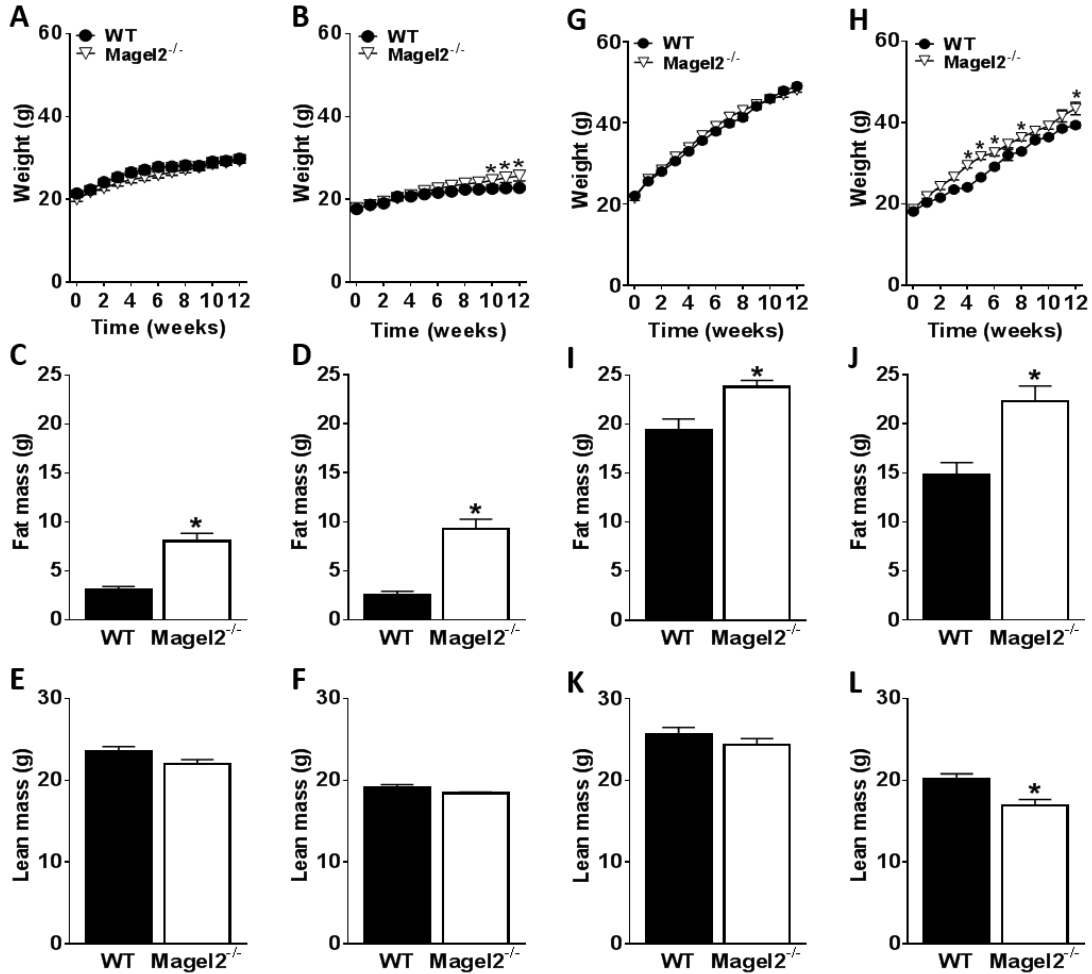 A
WT
Magel2-/-
Weight (g)
60
40
20
0
0 2 4 6 8 10 12
Time (weeks)
B
WT
Magel2-/-
Weight (g)
60
40
20
0
* * *
0 2 4 6 8 10 12
Time (weeks)
G
WT
Magel2-/-
Weight (g)
60
40
20
0
0 2 4 6 8 10 12
Time (weeks)
H
WT
Magel2-/-
Weight (g)
60
40
20
0
* * * * *
0 2 4 6 8 10 12
Time (weeks)
C
Fat mass (g)
25
20
15
10
5
0
*
WT Magel2-/-
D
Fat mass (g)
25
20
15
10
5
0
*
WT Magel2-/-
I
Fat mass (g)
25
20
15
10
5
0
*
WT Magel2-/-
J
Fat mass (g)
25
20
15
10
5
0
*
WT Magel2-/-
E
Lean mass (g)
30
20
10
0
WT Magel2-/-
F
Lean mass (g)
30
20
10
0
WT Magel2-/-
K
Lean mass (g)
30
20
10
0
WT Magel2-/-
L
Lean mass (g)
30
20
10
0
*
WT Magel2-/-